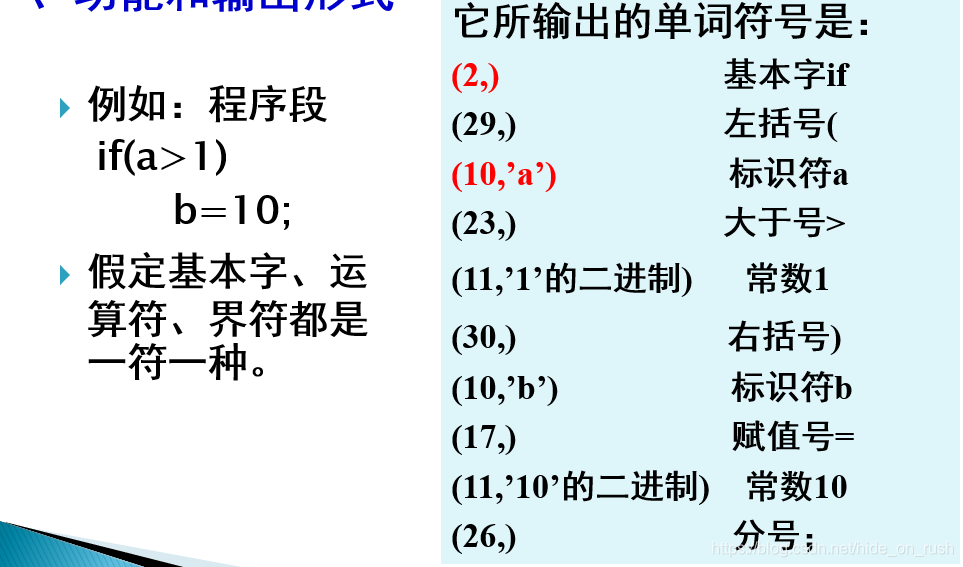 、功能和输出形式
例如：程序段
if(a>1)
b=10;
假定基本字、运
算符、界符都是
一符一种。
它所输出的单词符号是：
(2,) 基本字if
(29,) 左括号(
(10,’a’) 标识符a
(23,) 大于号>
(11,’1’的二进制) 常数1
(30,) 右括号)
(10,’b’) 标识符b
(17,) 赋值号=
(11,’10’的二进制) 常数10
(26,) 分号；
https://blog.csdn.net/hide_on_rush